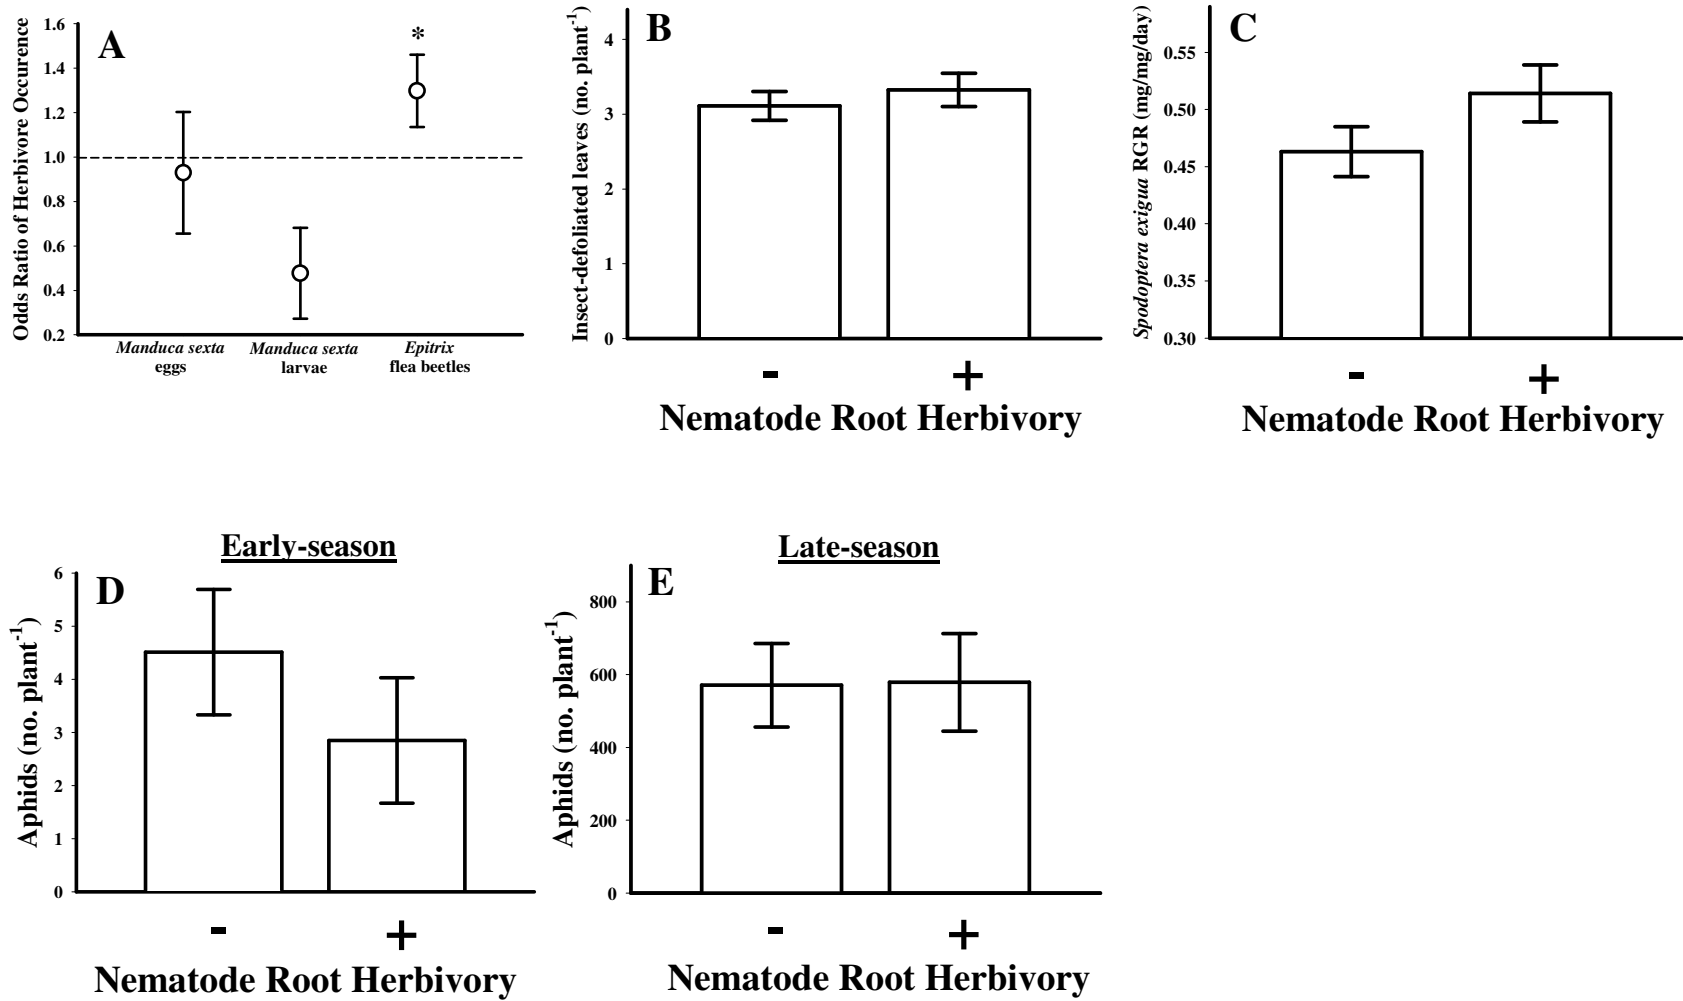 A
*
Odds Ratio of Herbivore Occurence
1.6
1.4
1.2
1.0
0.8
0.6
0.4
0.2
Manduca sexta
eggs
Manduca sexta
larvae
Epitrix
flea beetles
B
Insect-defoliated leaves (no. plant-1)
4
3
2
1
0
- +
Nematode Root Herbivory
C
Spodoptera exigua RGR (mg/mg/day)
0.55
0.50
0.45
0.40
0.35
0.30
- +
Nematode Root Herbivory
Early-season
D
Aphids (no. plant-1)
6
5
4
3
2
1
0
- +
Nematode Root Herbivory
Late-season
E
Aphids (no. plant-1)
800
600
400
200
0
- +
Nematode Root Herbivory